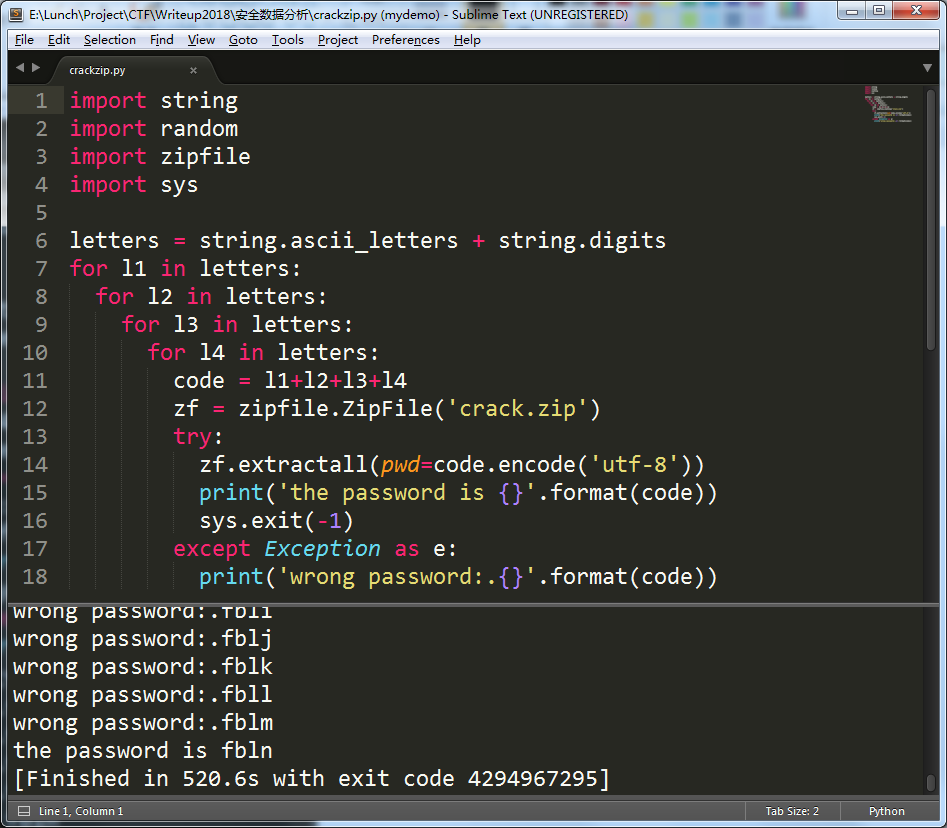 E:\Lunch\Project\CTF\Writeup2018\安全数据分析\crackzip.py (mydemo) - Sublime Text (UNREGISTERED)
File Edit Selection Find View Goto Tools Project Preferences Help
crackzip.py ×
1 import string
2 import random
3 import zipfile
4 import sys
5
6 letters = string.ascii_letters + string.digits
7 for l1 in letters:
8   for l2 in letters:
9     for l3 in letters:
10       for l4 in letters:
11         code = l1+l2+l3+l4
12         zf = zipfile.ZipFile('crack.zip')
13         try:
14           zf.extractall(pwd=code.encode('utf-8'))
15           print('the password is {}'.format(code))
16           sys.exit(-1)
17         except Exception as e:
18           print('wrong password:.{}'.format(code))
wrong password:.fbli
wrong password:.fblj
wrong password:.fblk
wrong password:.fbll
wrong password:.fblm
the password is fbln
[Finished in 520.6s with exit code 4294967295]
Line 1, Column 1 Tab Size: 2 Python